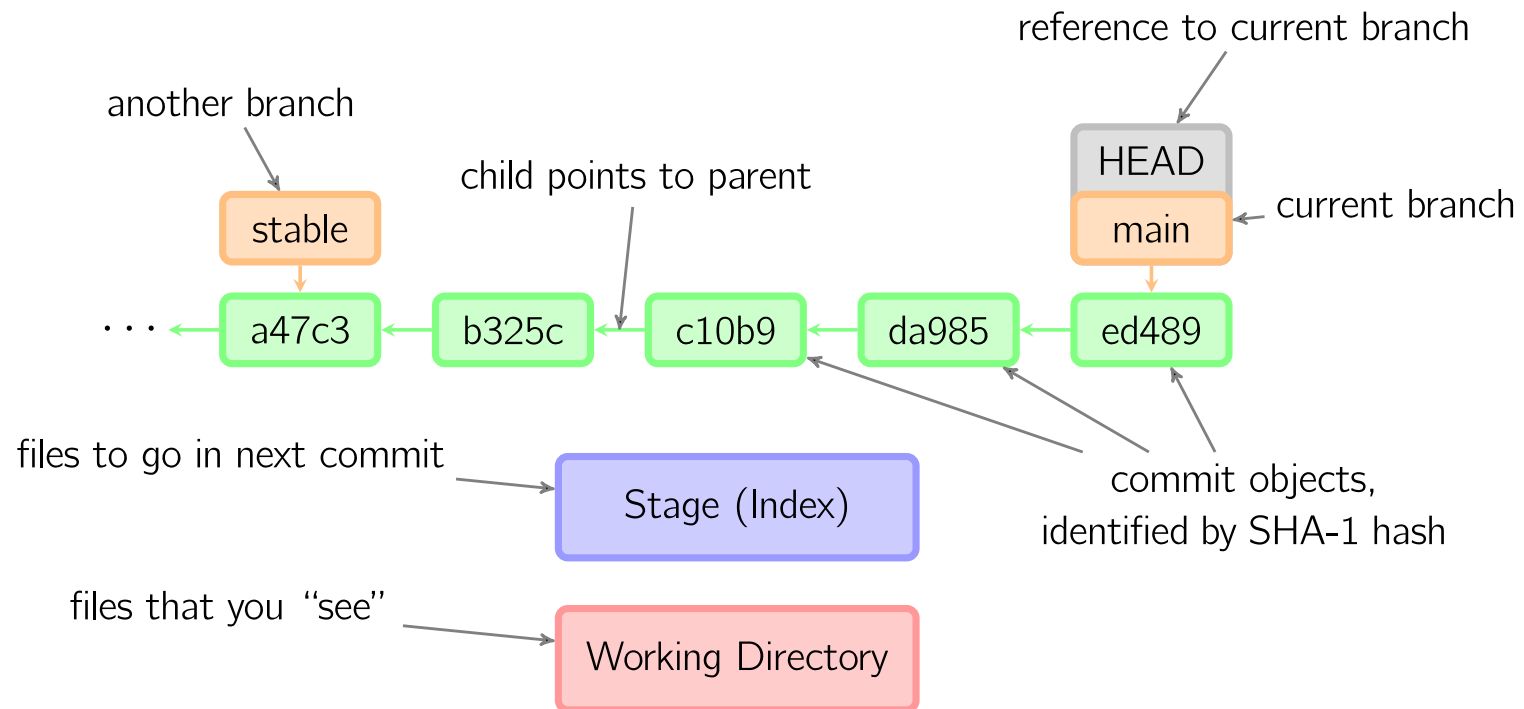 reference to current branch
another branch
HEAD
child points to parent
current branch
stable
main
···
a47c3
b325c
c10b9
da985
ed489
files to go in next commit
commit objects,
identified by SHA-1 hash
Stage (Index)
files that you “see”
Working Directory